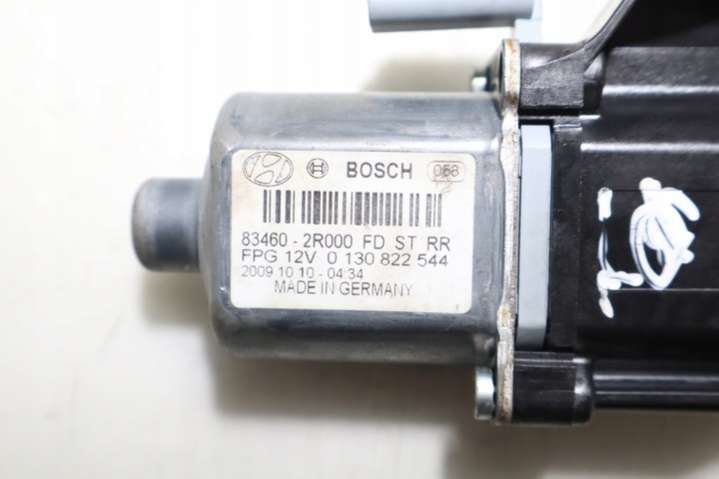 BOSCH 068
83460-2R000 FD ST RR
FPG 12V 0 130 822 544
2009.10.10-04:34
MADE IN GERMANY